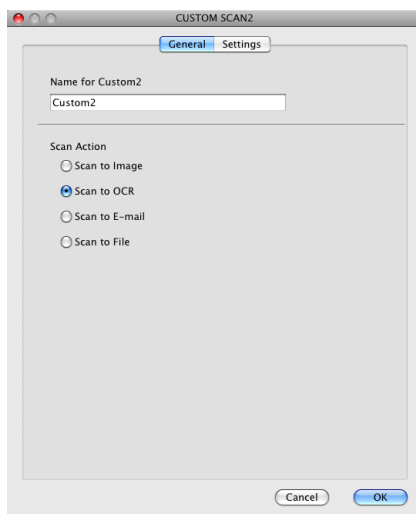 CUSTOM SCAN2
General Settings
Name for Custom2
Custom2
Scan Action
Scan to Image
Scan to OCR
Scan to E-mail
Scan to File
Cancel OK